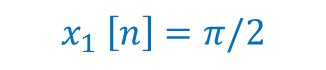 x₁ [n] = π/2